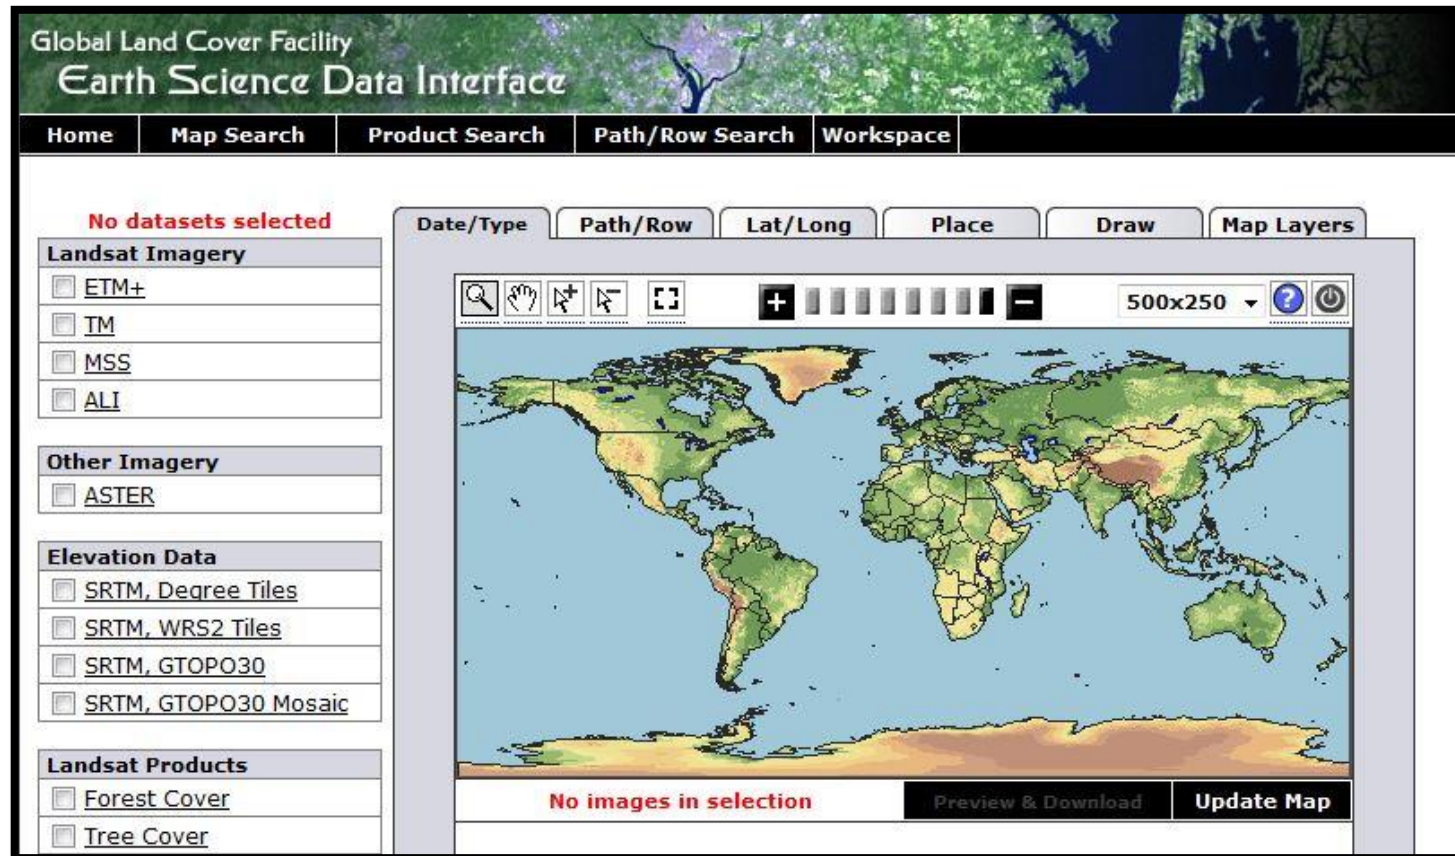 Global Land Cover Facility
Earth Science Data Interface
Home Map Search Product Search Path/Row Search Workspace
No datasets selected
Landsat Imagery
ETM+
TM
MSS
ALI
Other Imagery
ASTER
Elevation Data
SRTM, Degree Tiles
SRTM, WRS2 Tiles
SRTM, GTOPO30
SRTM, GTOPO30 Mosaic
Landsat Products
Forest Cover
Tree Cover
Date/Type Path/Row Lat/Long Place Draw Map Layers
500x250 ?
No images in selection Preview & Download Update Map